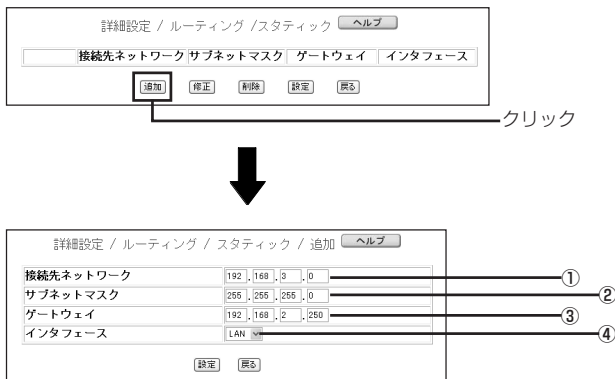 詳細設定 / ルーティング /スタティック ヘルプ
接続先ネットワーク サブネットマスク ゲートウェイ インタフェース
追加 修正 削除 設定 戻る
クリック
詳細設定 / ルーティング / スタティック / 追加 ヘルプ
接続先ネットワーク 192 . 168 . 3 . 0 ①
サブネットマスク 255 . 255 . 255 . 0 ②
ゲートウェイ 192 . 168 . 2 . 250 ③
インタフェース LAN ④
設定 戻る